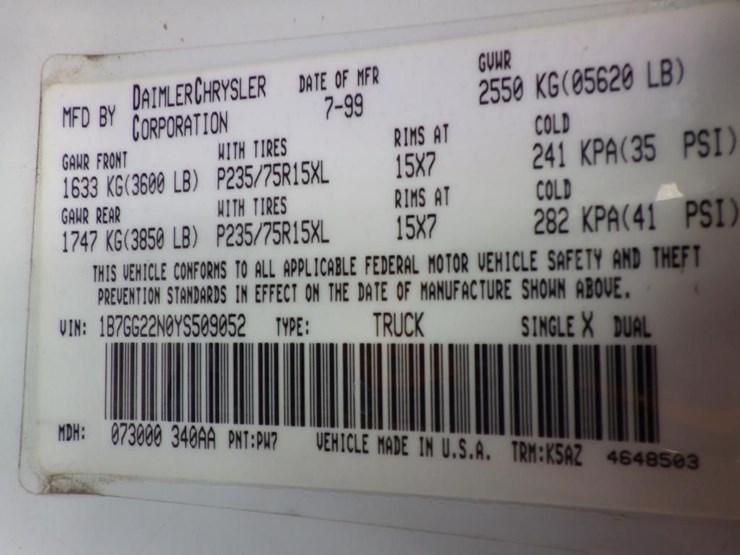 MFD BY DAIMLERCHRYSLER CORPORATION DATE OF MFR 7-99 GVWR 2550 KG(05620 LB)
GAWR FRONT WITH TIRES RIMS AT COLD
1633 KG(3600 LB) P235/75R15XL 15X7 241 KPA(35 PSI)
GAWR REAR WITH TIRES RIMS AT COLD
1747 KG(3850 LB) P235/75R15XL 15X7 282 KPA(41 PSI)
THIS VEHICLE CONFORMS TO ALL APPLICABLE FEDERAL MOTOR VEHICLE SAFETY AND THEFT
PREVENTION STANDARDS IN EFFECT ON THE DATE OF MANUFACTURE SHOWN ABOVE.
VIN: 1B7GG22N0YS509052 TYPE: TRUCK SINGLE X DUAL
MDH: 073000 340AA PNT:PW7 VEHICLE MADE IN U.S.A. TRM:K5AZ 4648503